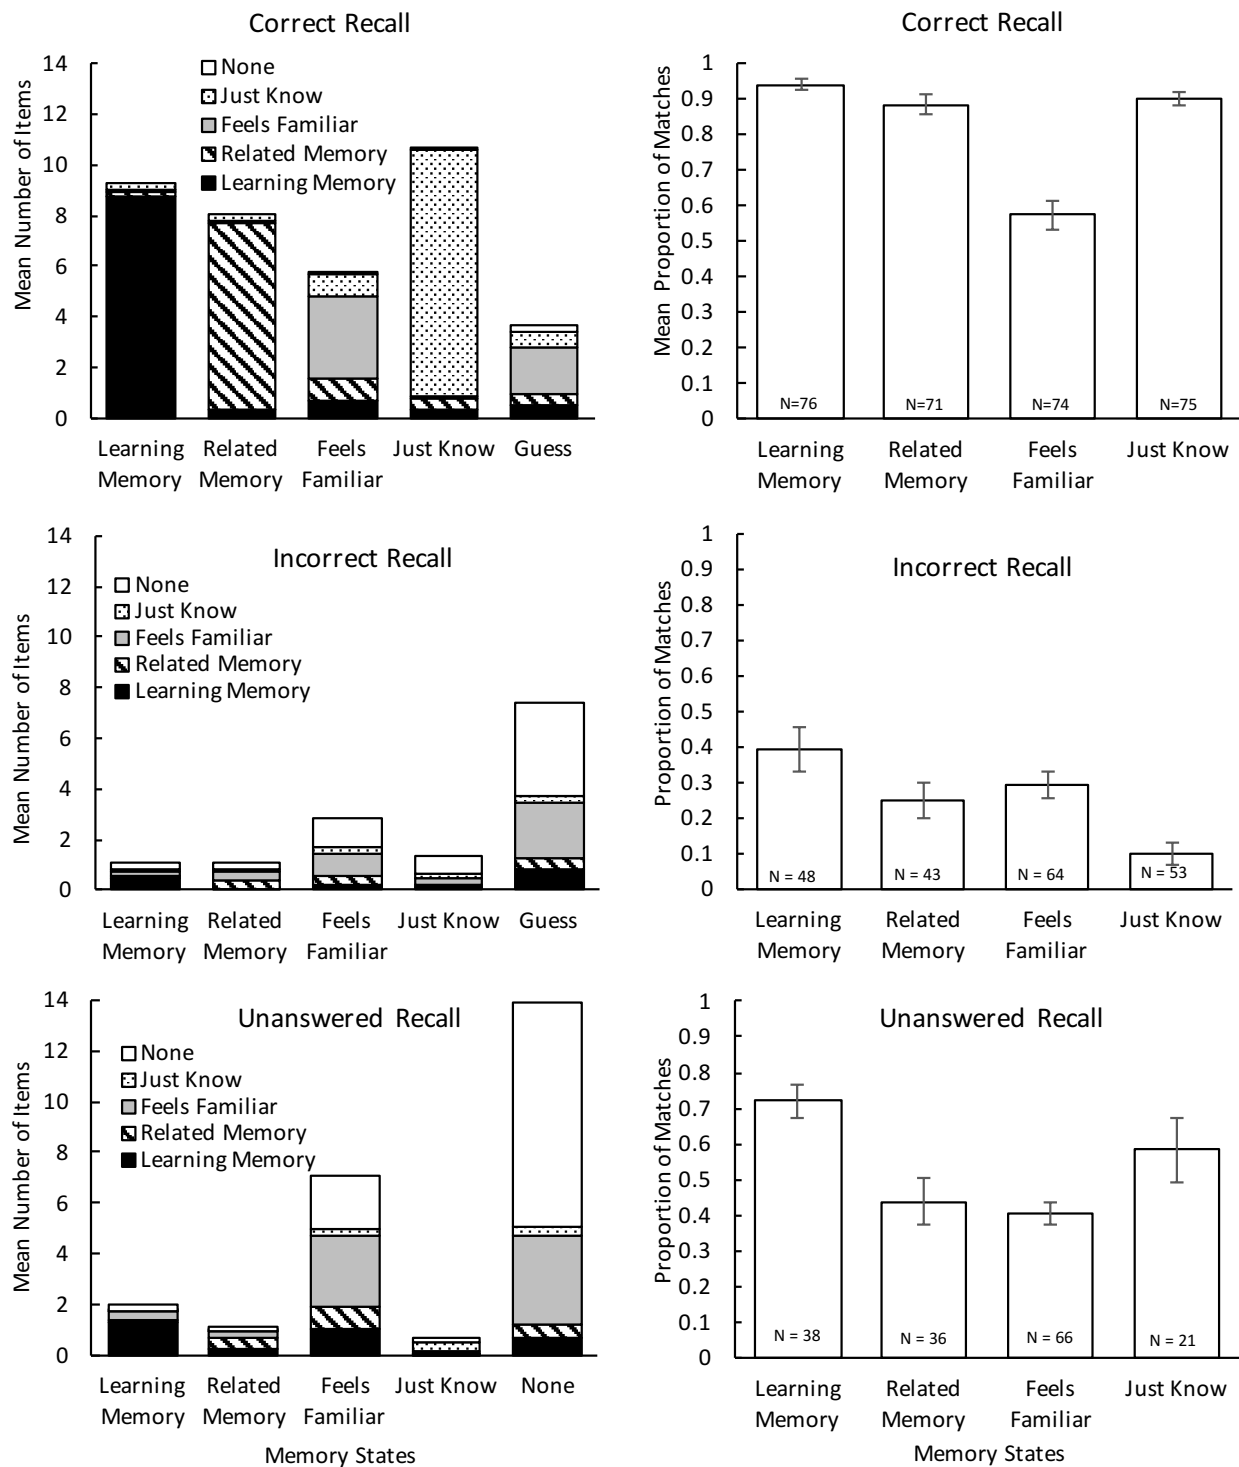 Correct Recall
Mean Number of Items
14
12
10
8
6
4
2
0
None
Just Know
Feels Familiar
Related Memory
Learning Memory
Learning Memory
Related Memory
Feels Familiar
Just Know
Guess
Correct Recall
Mean Proportion of Matches
1
0.9
0.8
0.7
0.6
0.5
0.4
0.3
0.2
0.1
0
N=76
N=71
N=74
N=75
Learning Memory
Related Memory
Feels Familiar
Just Know
Incorrect Recall
Mean Number of Items
14
12
10
8
6
4
2
0
None
Just Know
Feels Familiar
Related Memory
Learning Memory
Learning Memory
Related Memory
Feels Familiar
Just Know
Guess
Incorrect Recall
Proportion of Matches
1
0.9
0.8
0.7
0.6
0.5
0.4
0.3
0.2
0.1
0
N = 48
N = 43
N = 64
N = 53
Learning Memory
Related Memory
Feels Familiar
Just Know
Unanswered Recall
Mean Number of Items
14
12
10
8
6
4
2
0
None
Just Know
Feels Familiar
Related Memory
Learning Memory
Learning Memory
Related Memory
Feels Familiar
Just Know
None
Memory States
Unanswered Recall
Proportion of Matches
1
0.9
0.8
0.7
0.6
0.5
0.4
0.3
0.2
0.1
0
N = 38
N = 36
N = 66
N = 21
Learning Memory
Related Memory
Feels Familiar
Just Know
Memory States